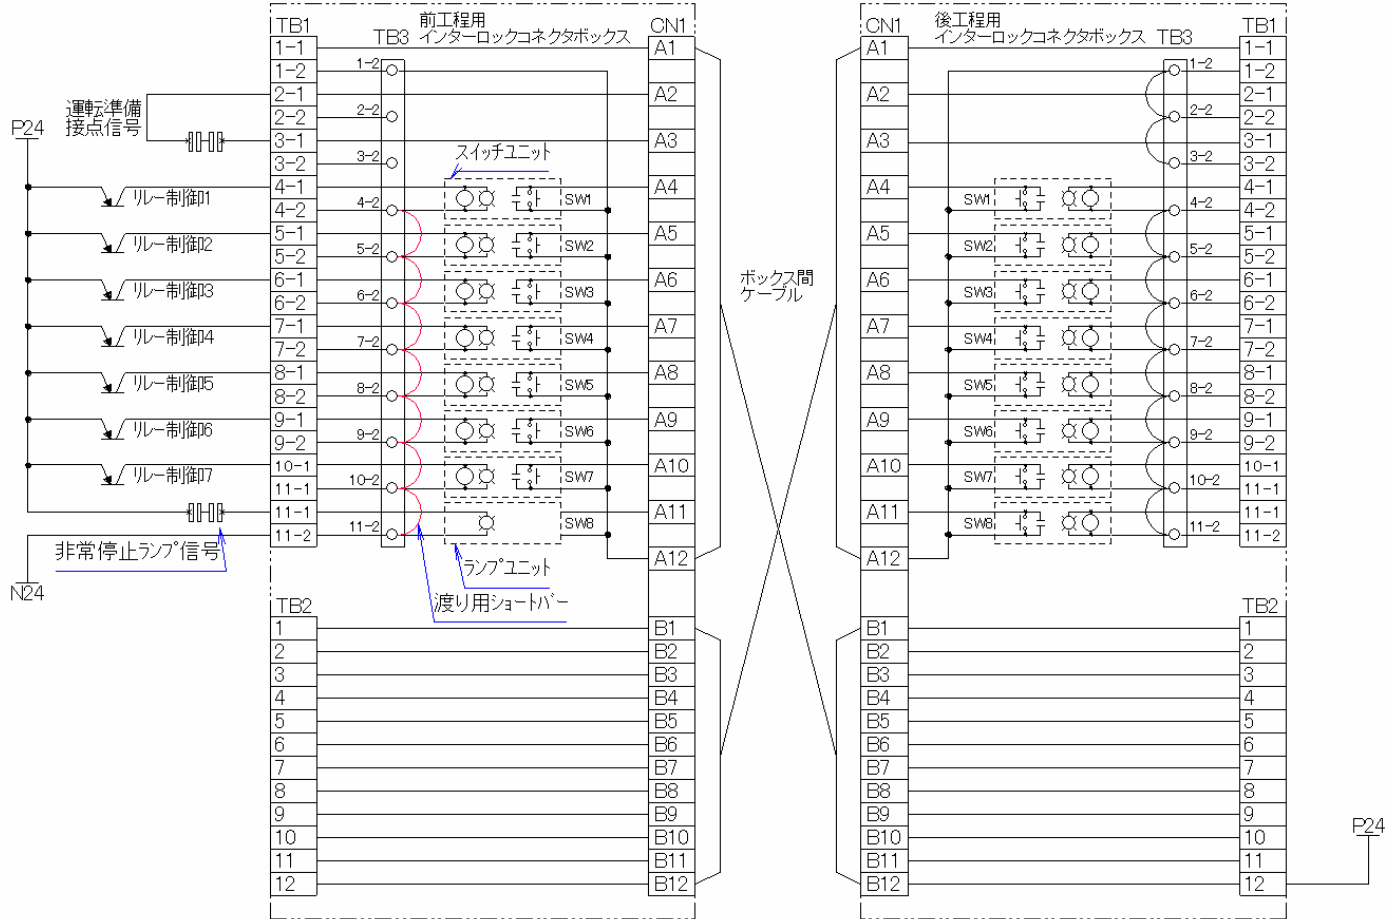 TB1
前工程用
TB3 インターロックコネクタボックス
CN1
1-1
1-2
2-1
2-2
3-1
3-2
4-1
4-2
5-1
5-2
6-1
6-2
7-1
7-2
8-1
8-2
9-1
9-2
10-1
11-1
11-1
11-2
運転準備
接点信号
P24
リレー制御1
リレー制御2
リレー制御3
リレー制御4
リレー制御5
リレー制御6
リレー制御7
非常停止ランプ信号
N24
1-2
2-2
3-2
4-2
5-2
6-2
7-2
8-2
9-2
10-2
11-2
スイッチユニット
SW1
SW2
SW3
SW4
SW5
SW6
SW7
SW8
ランプユニット
渡り用ショートバー
A1
A2
A3
A4
A5
A6
A7
A8
A9
A10
A11
A12
TB2
1
2
3
4
5
6
7
8
9
10
11
12
B1
B2
B3
B4
B5
B6
B7
B8
B9
B10
B11
B12
ボックス間
ケーブル
CN1
後工程用
インターロックコネクタボックス TB3
TB1
A1
A2
A3
A4
A5
A6
A7
A8
A9
A10
A11
A12
SW1
SW2
SW3
SW4
SW5
SW6
SW7
SW8
1-2
2-2
3-2
4-2
5-2
6-2
7-2
8-2
9-2
10-2
11-2
1-1
1-2
2-1
2-2
3-1
3-2
4-1
4-2
5-1
5-2
6-1
6-2
7-1
7-2
8-1
8-2
9-1
9-2
10-1
11-1
11-1
11-2
B1
B2
B3
B4
B5
B6
B7
B8
B9
B10
B11
B12
TB2
1
2
3
4
5
6
7
8
9
10
11
12
P24